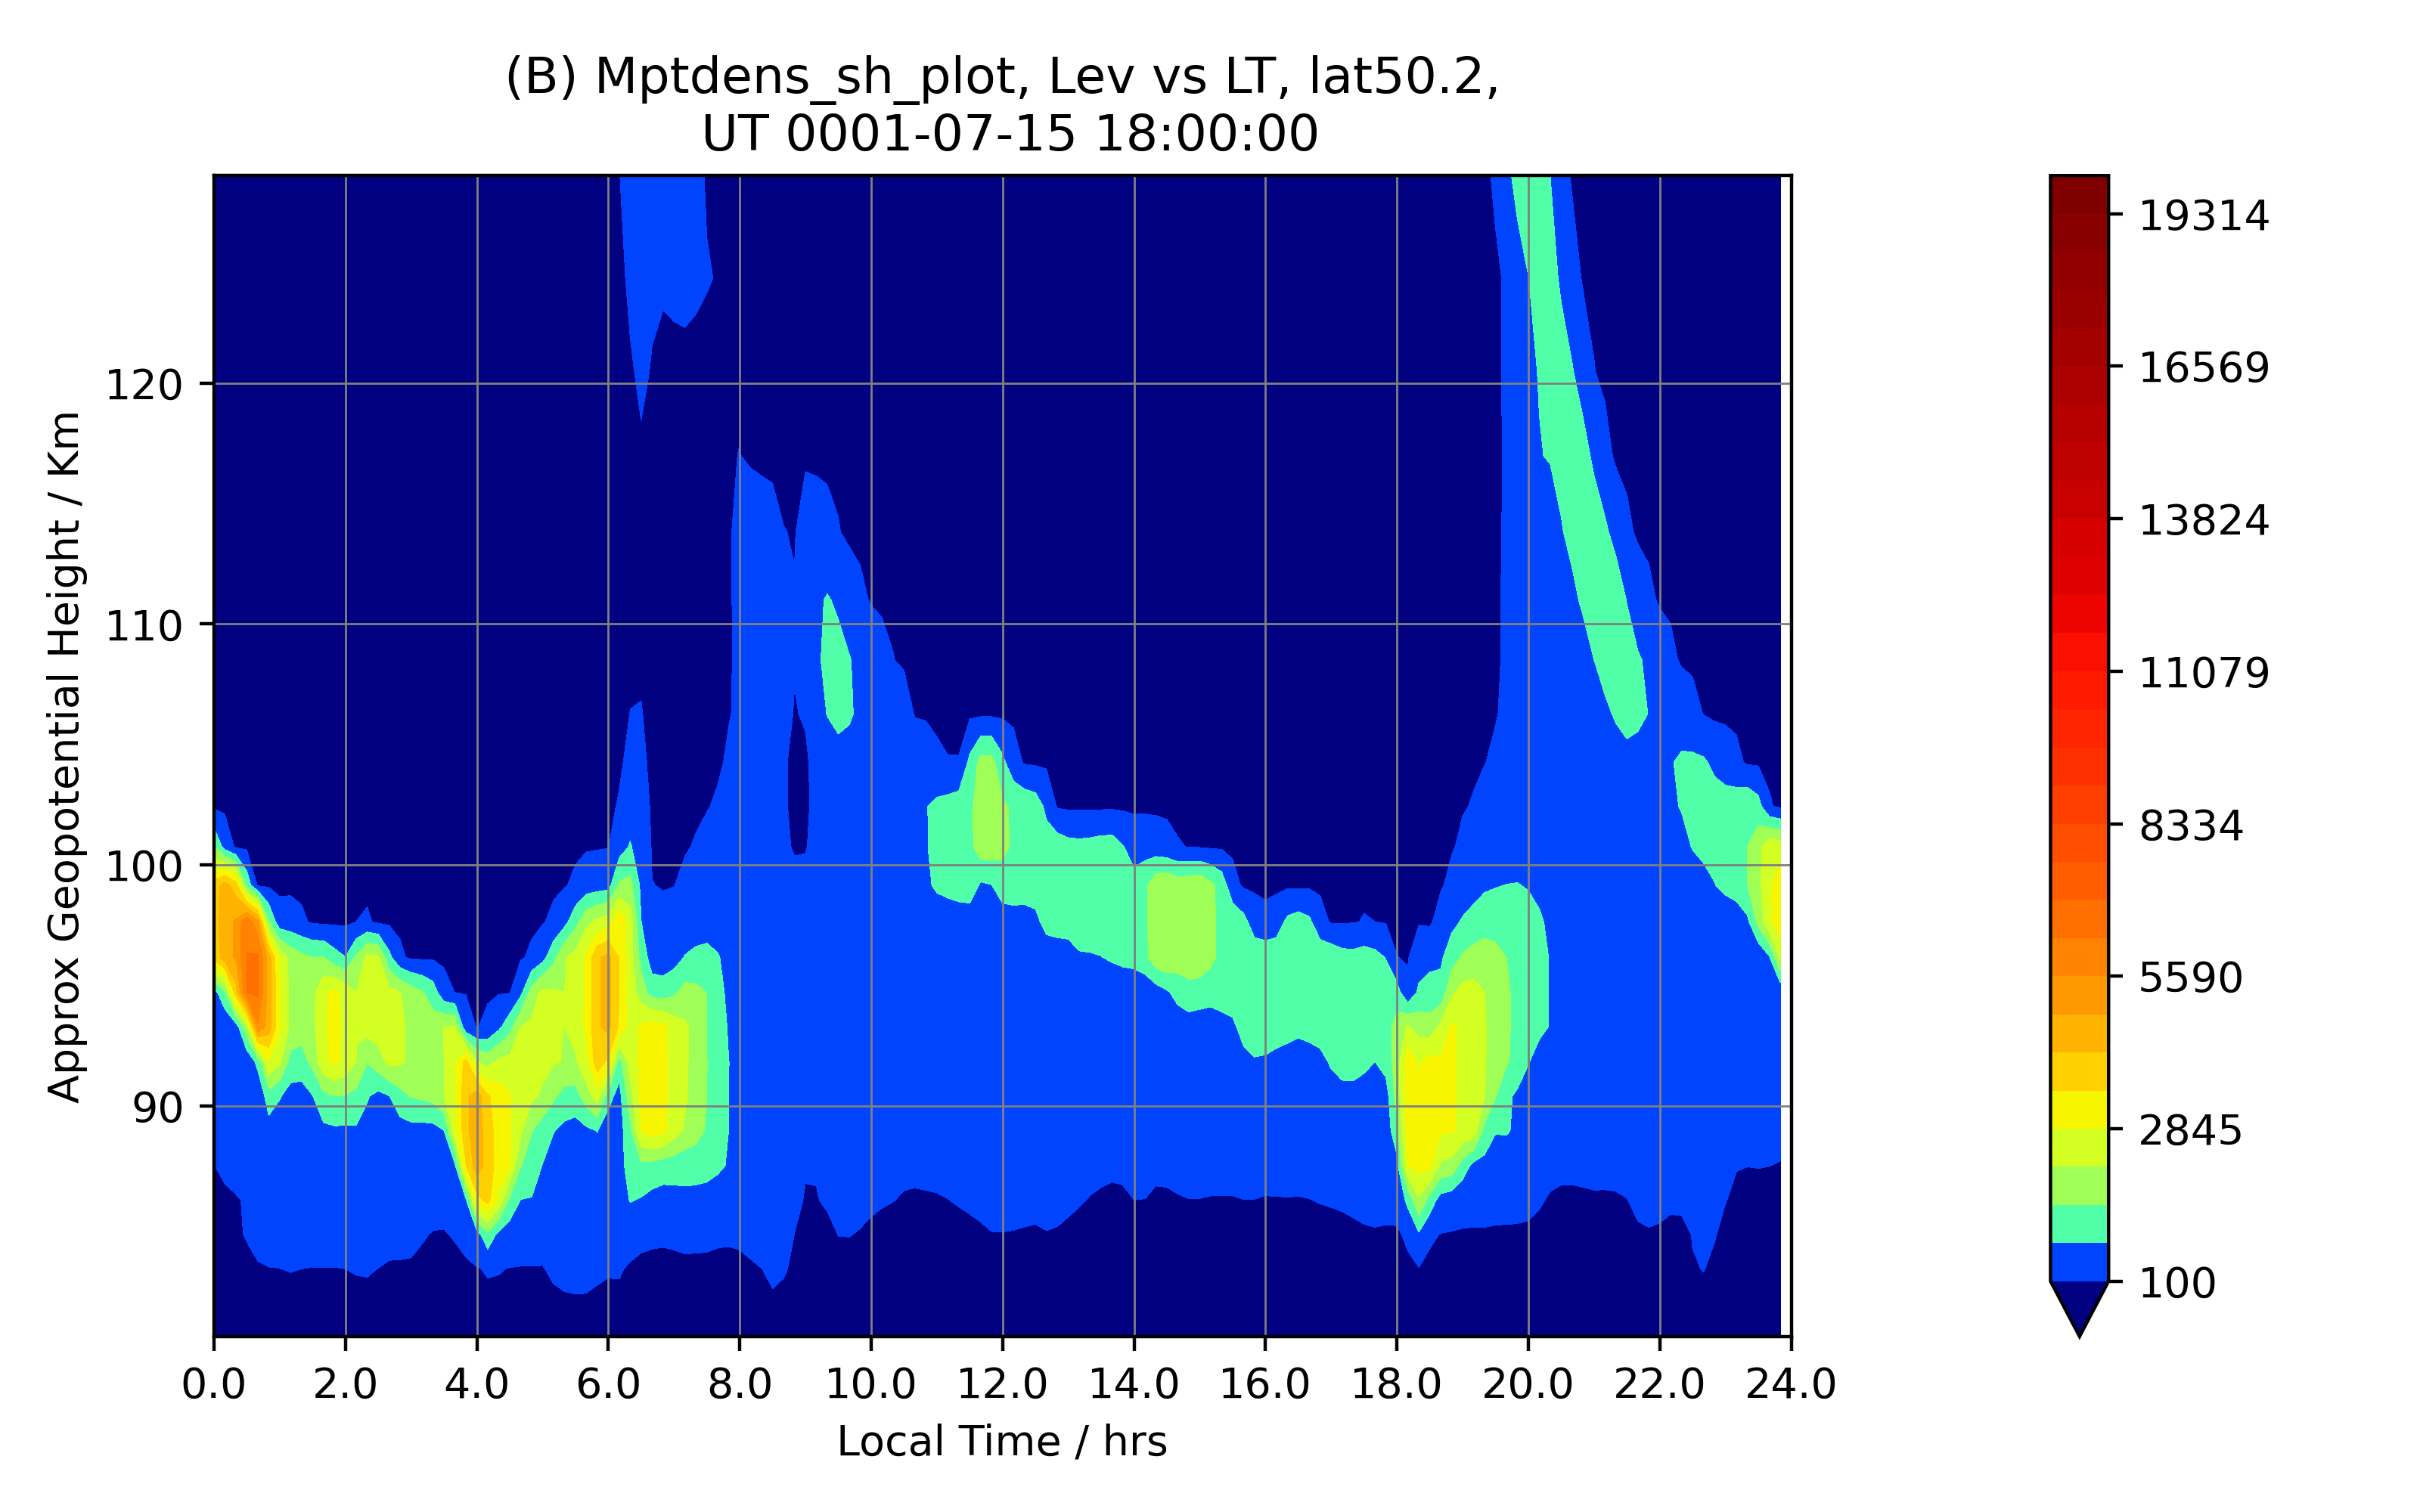 (B) Mptdens_sh_plot, Lev vs LT, lat50.2,
UT 0001-07-15 18:00:00
Approx Geopotential Height / Km
120
110
100
90
0.0 2.0 4.0 6.0 8.0 10.0 12.0 14.0 16.0 18.0 20.0 22.0 24.0
Local Time / hrs
19314
16569
13824
11079
8334
5590
2845
100